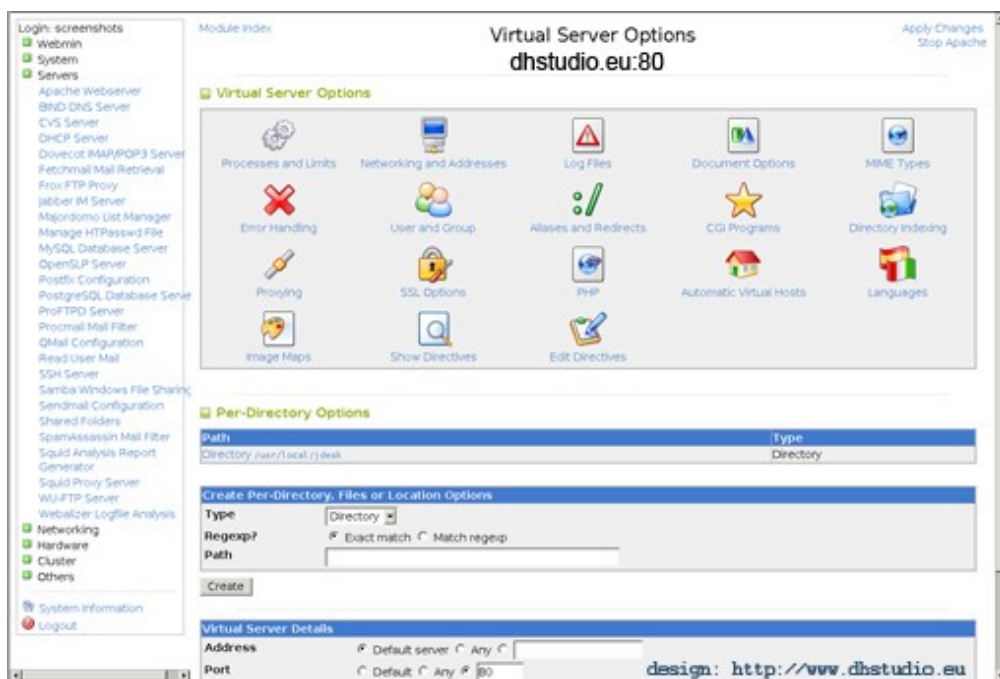 Login: screenshots
Webmin
System
Servers
Apache Webserver
BIND DNS Server
CVS Server
DHCP Server
Dovecot IMAP/POP3 Server
Fetchmail Mail Retrieval
Frox FTP Proxy
Jabber IM Server
Majordomo List Manager
Manage HTPasswd File
MySQL Database Server
OpenSLP Server
Postfix Configuration
PostgreSQL Database Serve
ProFTPD Server
Procmail Mail Filter
QMail Configuration
Read User Mail
SSH Server
Samba Windows File Sharing
Sendmail Configuration
Shared Folders
SpamAssassin Mail Filter
Squid Analysis Report
Generator
Squid Proxy Server
WU-FTP Server
Webalizer Logfile Analysis
Networking
Hardware
Cluster
Others
System Information
Logout
Module Index
Virtual Server Options
dhstudio.eu:80
Apply Changes
Stop Apache
Virtual Server Options
Processes and Limits
Networking and Addresses
Log Files
Document Options
MIME Types
Error Handling
User and Group
Aliases and Redirects
CGI Programs
Directory Indexing
Proxying
SSL Options
PHP
Automatic Virtual Hosts
Languages
Image Maps
Show Directives
Edit Directives
Per-Directory Options
Path Type
Directory /usr/local/jdesk Directory
Create Per-Directory, Files or Location Options
Type Directory
Regexp? Exact match Match regexp
Path
Create
Virtual Server Details
Address Default server Any
Port Default Any 80
design: http://www.dhstudio.eu